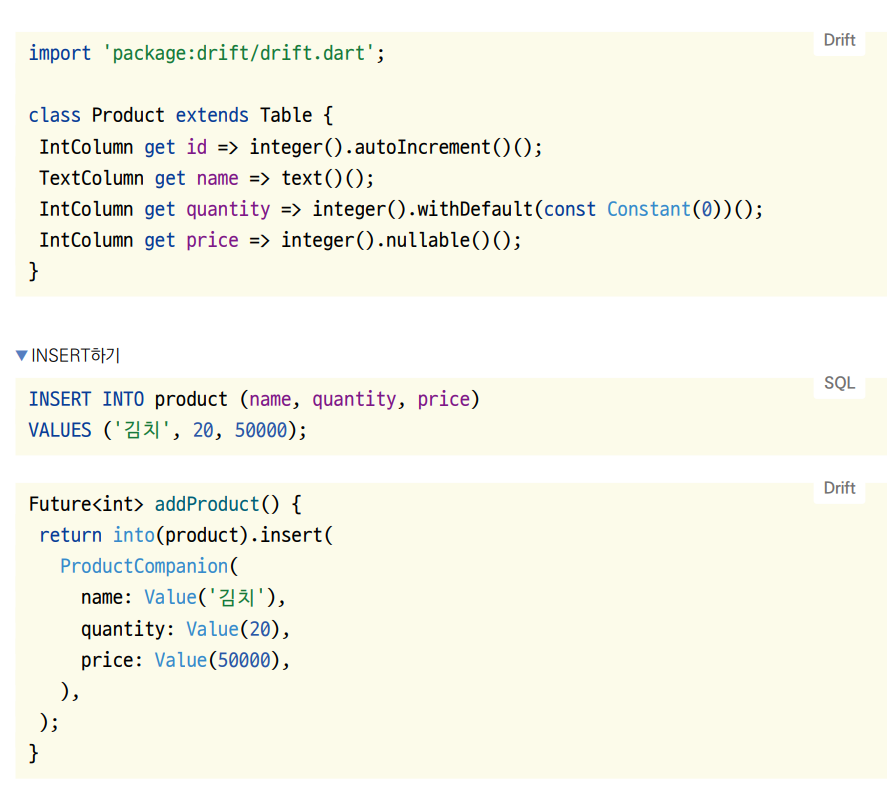 Drift
import 'package:drift/drift.dart';
class Product extends Table {
IntColumn get id => integer().autoIncrement()();
TextColumn get name => text()();
IntColumn get quantity => integer().withDefault(const Constant(0))();
IntColumn get price => integer().nullable()();
}
▼INSERT하기
SQL
INSERT INTO product (name, quantity, price)
VALUES ('김치', 20, 50000);
Drift
Future<int> addProduct() {
return into(product).insert(
ProductCompanion(
name: Value('김치'),
quantity: Value(20),
price: Value(50000),
),
);
}